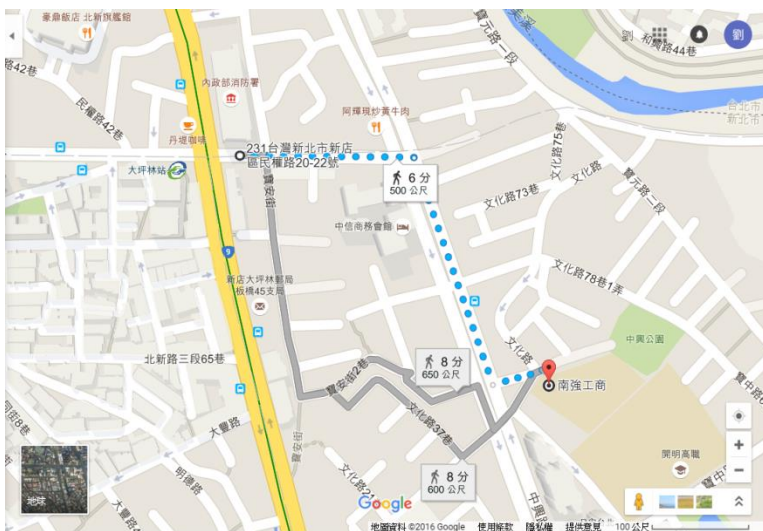 豪鼎飯店 北新旗艦館
民權路42巷
路42巷
內政部消防署
丹堤咖啡
大坪林站
231台灣新北市新店
區民權路20-22號
寶安街
阿輝現炒黃牛肉
6 分
500 公尺
中信商務會館
寶元路二段
和興路44巷
劉
台北市
新北市
文化路75巷
文化路73巷
文化路
寶元路二段
文化路78巷1弄
中興公園
9
新店大坪林郵局
板橋45支局
北新路三段65巷
大豐路
寶安街2巷
8 分
650 公尺
文化路
南強工商
文化路37巷
寶安街
8 分
600 公尺
明德路
開明高職
地球
Google
地圖資料 ©2016 Google
使用條款
隱私權
提供意見
100 公尺